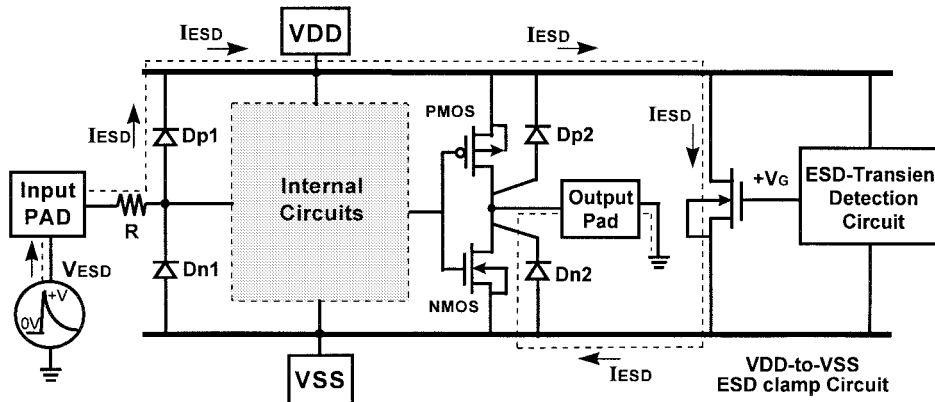 IESD
VDD
IESD
PMOS
IESD
Dp1
Dp2
IESD
Input
PAD
R
Internal
Circuits
Output
Pad
+VG
ESD-Transien
Detection
Circuit
VESD
Dn1
Dn2
+V
0V
NMOS
VSS
IESD
VDD-to-VSS
ESD clamp Circuit